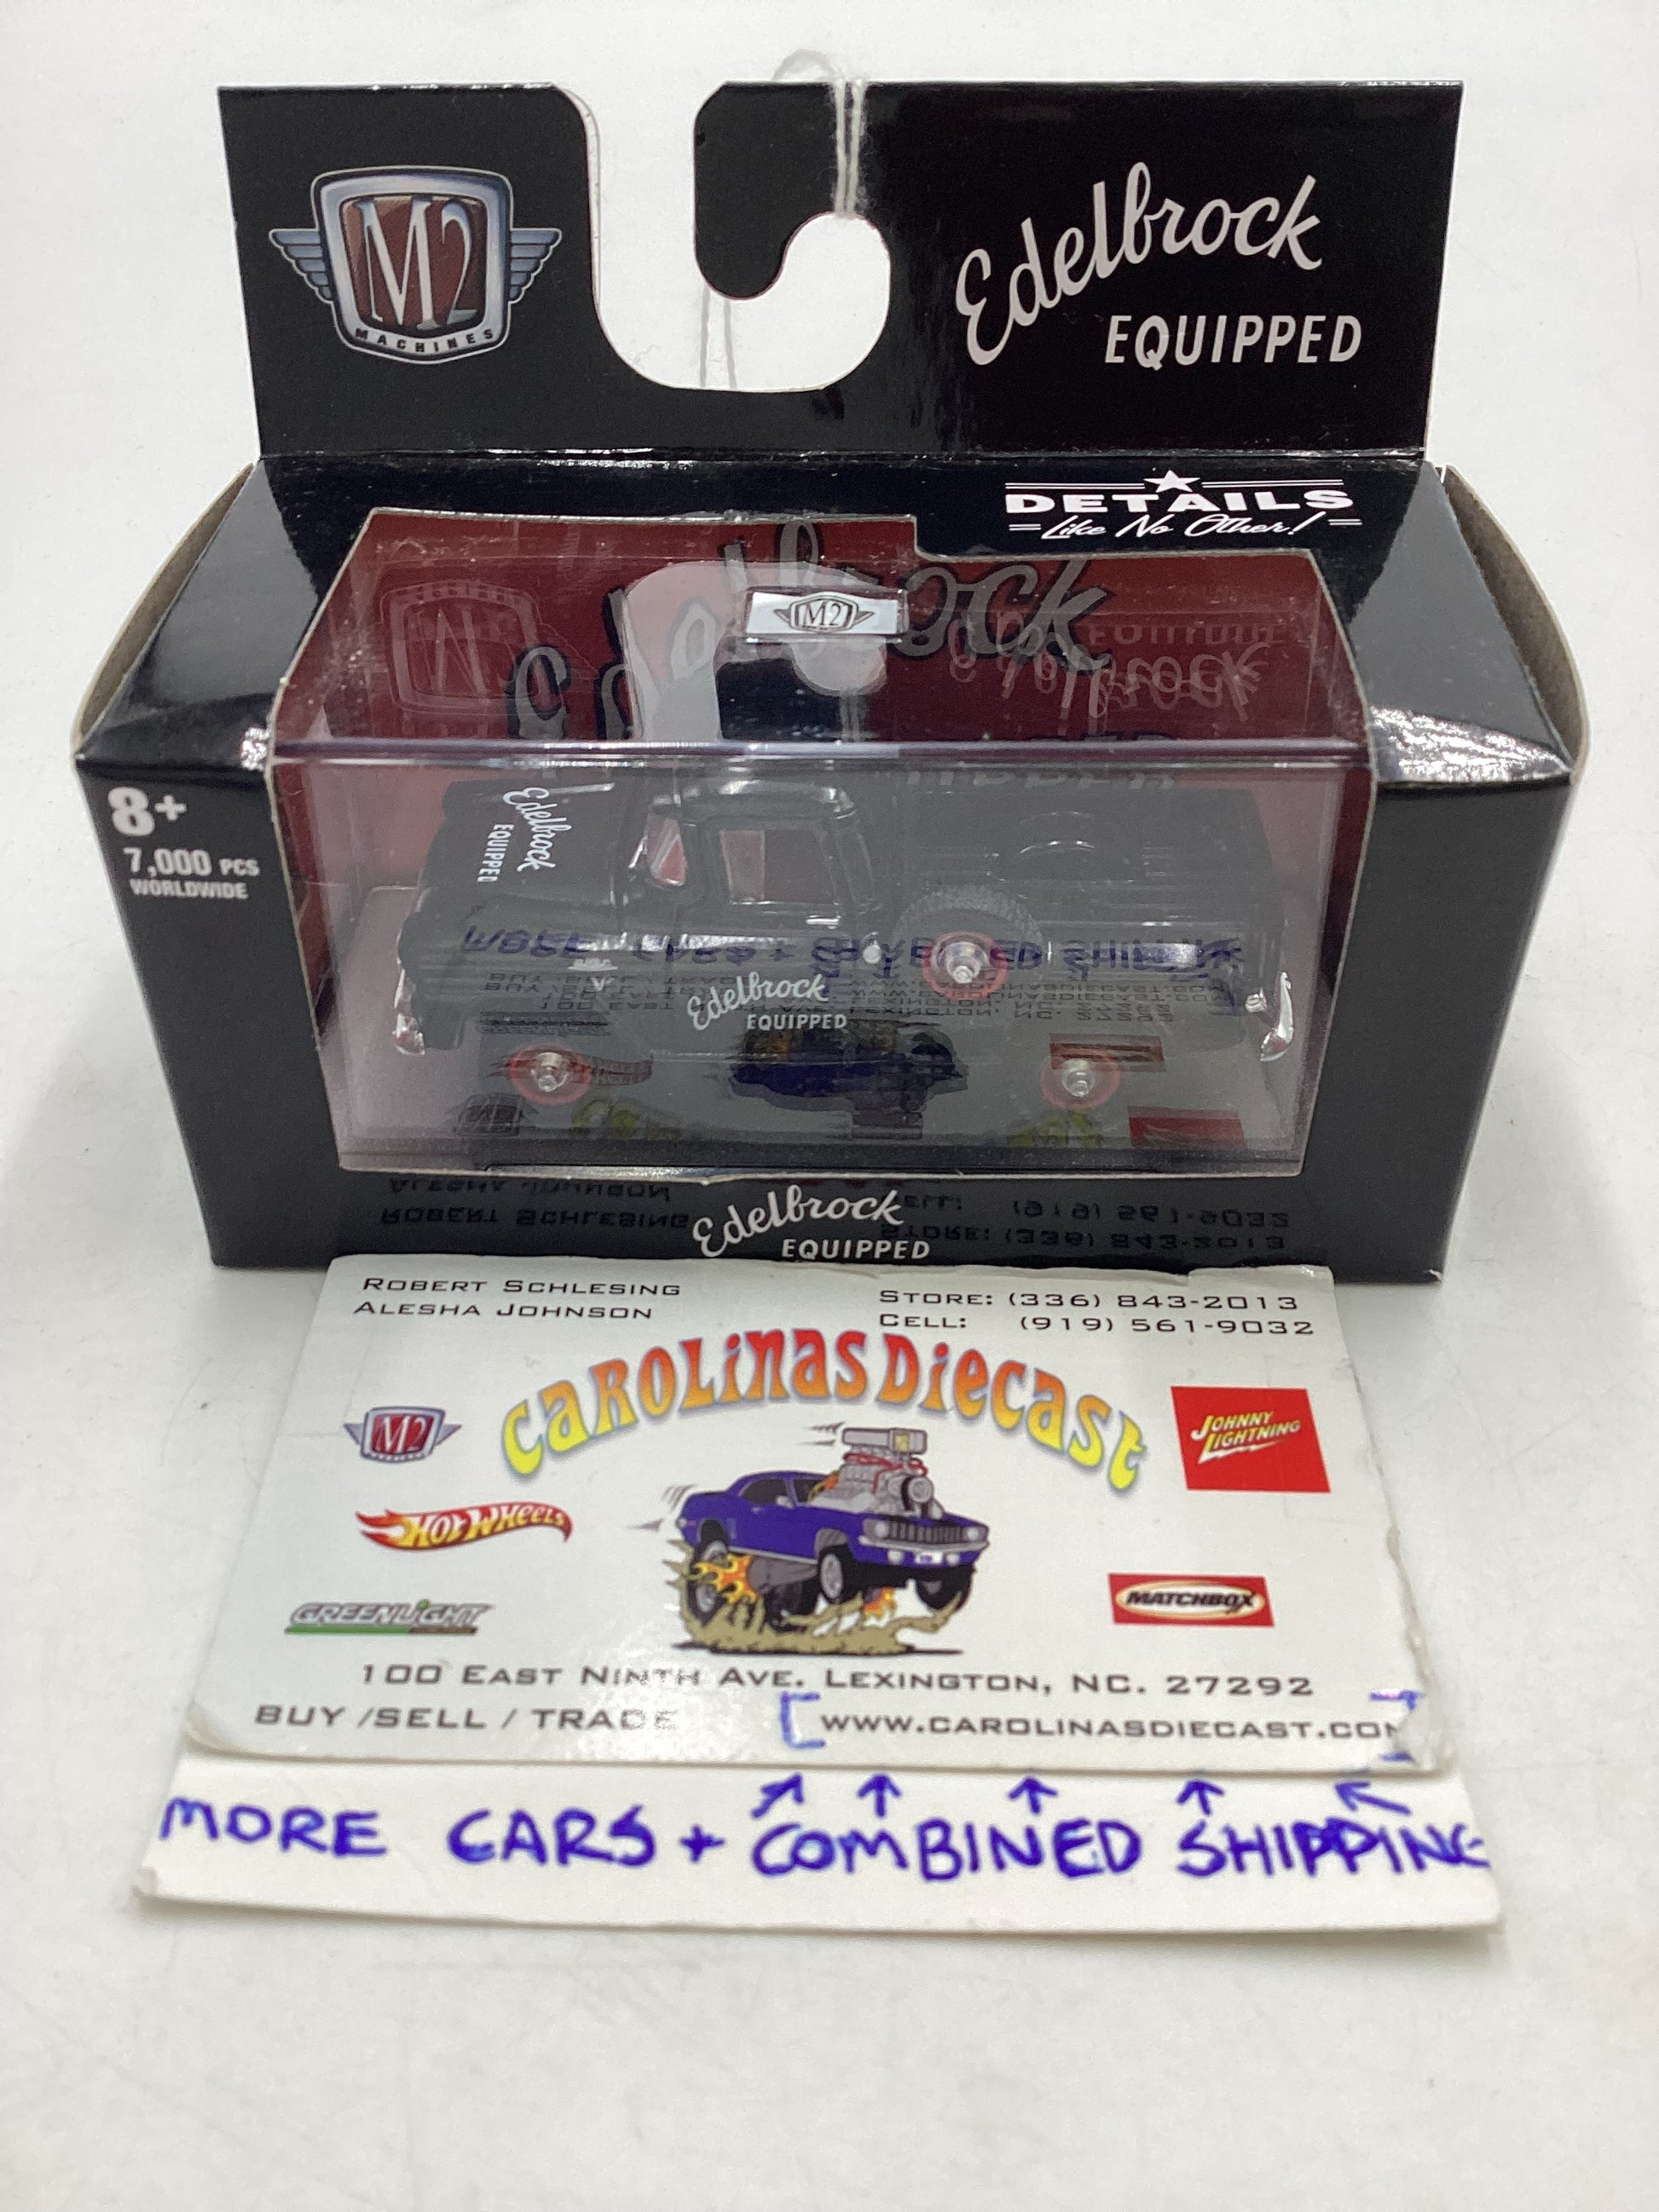 M2
MACHINES
Edelbrock
EQUIPPED
DETAILS
Like No Other!
M2
8+
7,000 PCS
WORLDWIDE
Edelbrock
EQUIPPED
Edelbrock
EQUIPPED
Edelbrock
EQUIPPED
ROBERT SCHLESING
ALESHA JOHNSON
STORE: (336) 843-2013
CELL: (919) 561-9032
CAROLINAS DIECAST
M2
JOHNNY
LIGHTNING
HOT WHEELS
GREENLIGHT
MATCHBOX
100 EAST NINTH AVE. LEXINGTON, NC. 27292
BUY /SELL / TRADE [ WWW.CAROLINASDIECAST.COM ]
MORE CARS + COMBINED SHIPPING